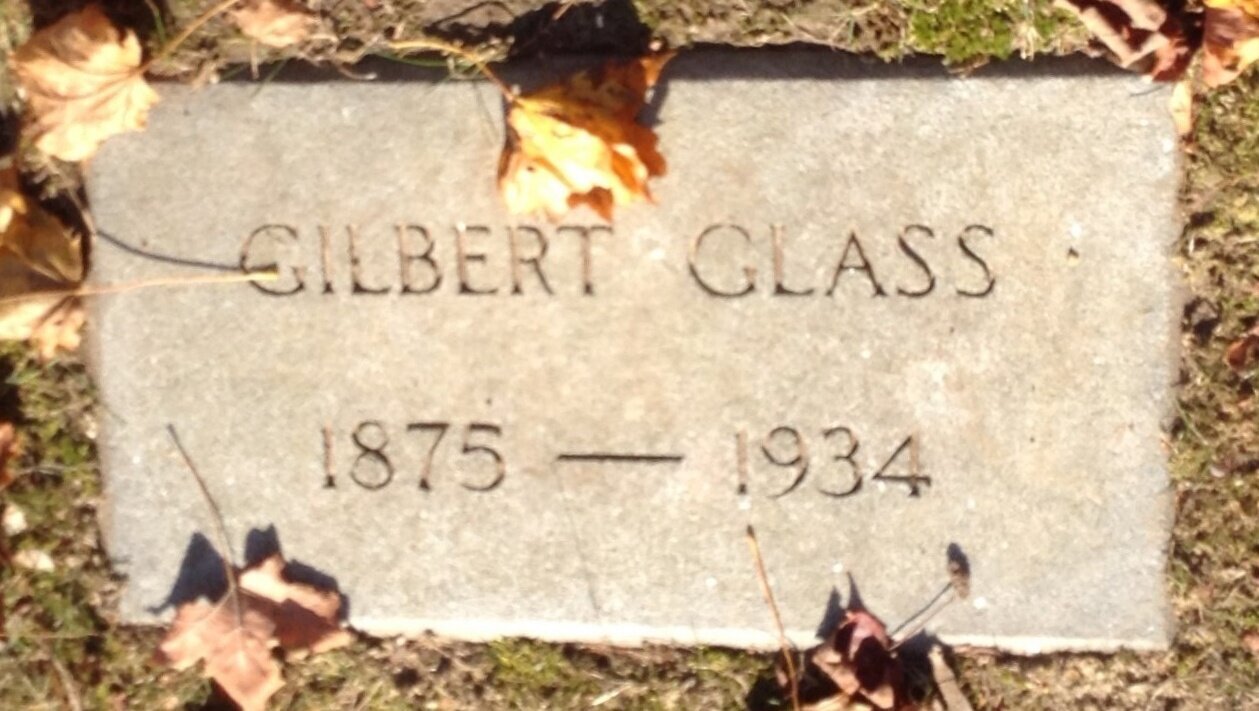 GILBERT GLASS
1875 — 1934